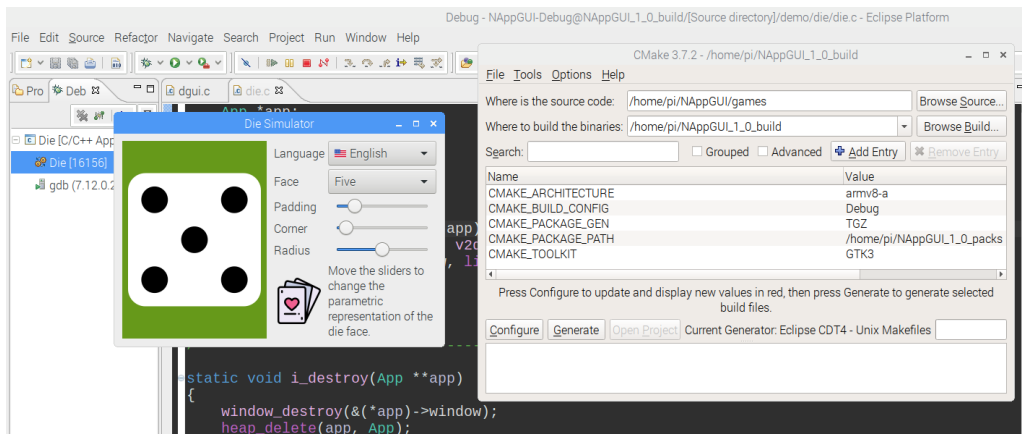 Debug - NAppGUI-Debug@NAppGUI_1_0_build/[Source directory]/demo/die/die.c - Eclipse Platform
File Edit Source Refactor Navigate Search Project Run Window Help
Pro Deb
dgui.c die.c
App *app;
Die [C/C++ App
Die [16156]
gdb (7.12.0.2
app)
v2d
, li
static void i_destroy(App **app)
{
window_destroy(&(*app)->window);
heap_delete(app, App);
Die Simulator
Language English
Face Five
Padding
Corner
Radius
Move the sliders to
change the
parametric
representation of the
die face.
CMake 3.7.2 - /home/pi/NAppGUI_1_0_build
File Tools Options Help
Where is the source code: /home/pi/NAppGUI/games Browse Source...
Where to build the binaries: /home/pi/NAppGUI_1_0_build Browse Build...
Search: Grouped Advanced Add Entry Remove Entry
Name Value
CMAKE_ARCHITECTURE armv8-a
CMAKE_BUILD_CONFIG Debug
CMAKE_PACKAGE_GEN TGZ
CMAKE_PACKAGE_PATH /home/pi/NAppGUI_1_0_packs
CMAKE_TOOLKIT GTK3
Press Configure to update and display new values in red, then press Generate to generate selected
build files.
Configure Generate Open Project Current Generator: Eclipse CDT4 - Unix Makefiles